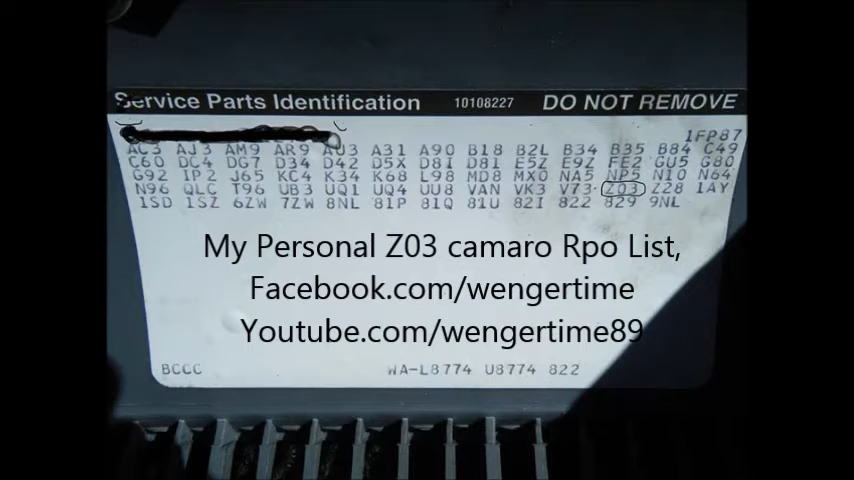 Service Parts Identification 10108227 DO NOT REMOVE
1FP87
AC3 AJ3 AM9 AR9 AU3 A31 A90 B18 B2L B34 B35 B84 C49
C60 DC4 DG7 D34 D42 D5X D8I D81 E5Z E9Z FE2 GU5 G80
G92 IP2 J65 KC4 K34 K68 L98 MD8 MX0 NA5 NP5 N10 N64
N96 QLC T96 UB3 UQ1 UQ4 UU8 VAN VK3 V73 Z03 Z28 1AY
1SD 1SZ 6ZW 7ZW 8NL 81P 81Q 81U 82I 822 829 9NL
My Personal Z03 camaro Rpo List,
Facebook.com/wengertime
Youtube.com/wengertime89
BCCC WA-L8774 U8774 822